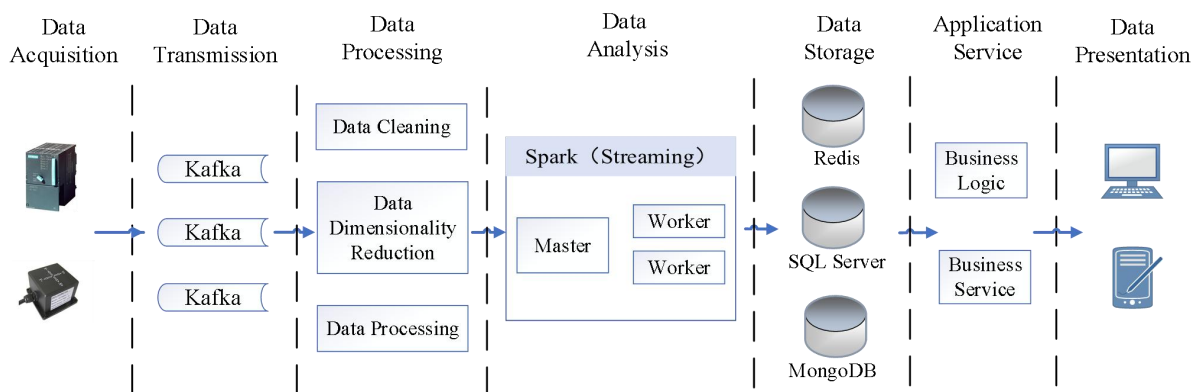 Data
Acquisition
Data
Transmission
Data
Processing
Data
Analysis
Data
Storage
Application
Service
Data
Presentation
Kafka
Kafka
Kafka
Data Cleaning
Data
Dimensionality
Reduction
Data Processing
Spark（Streaming）
Master
Worker
Worker
Redis
SQL Server
MongoDB
Business
Logic
Business
Service